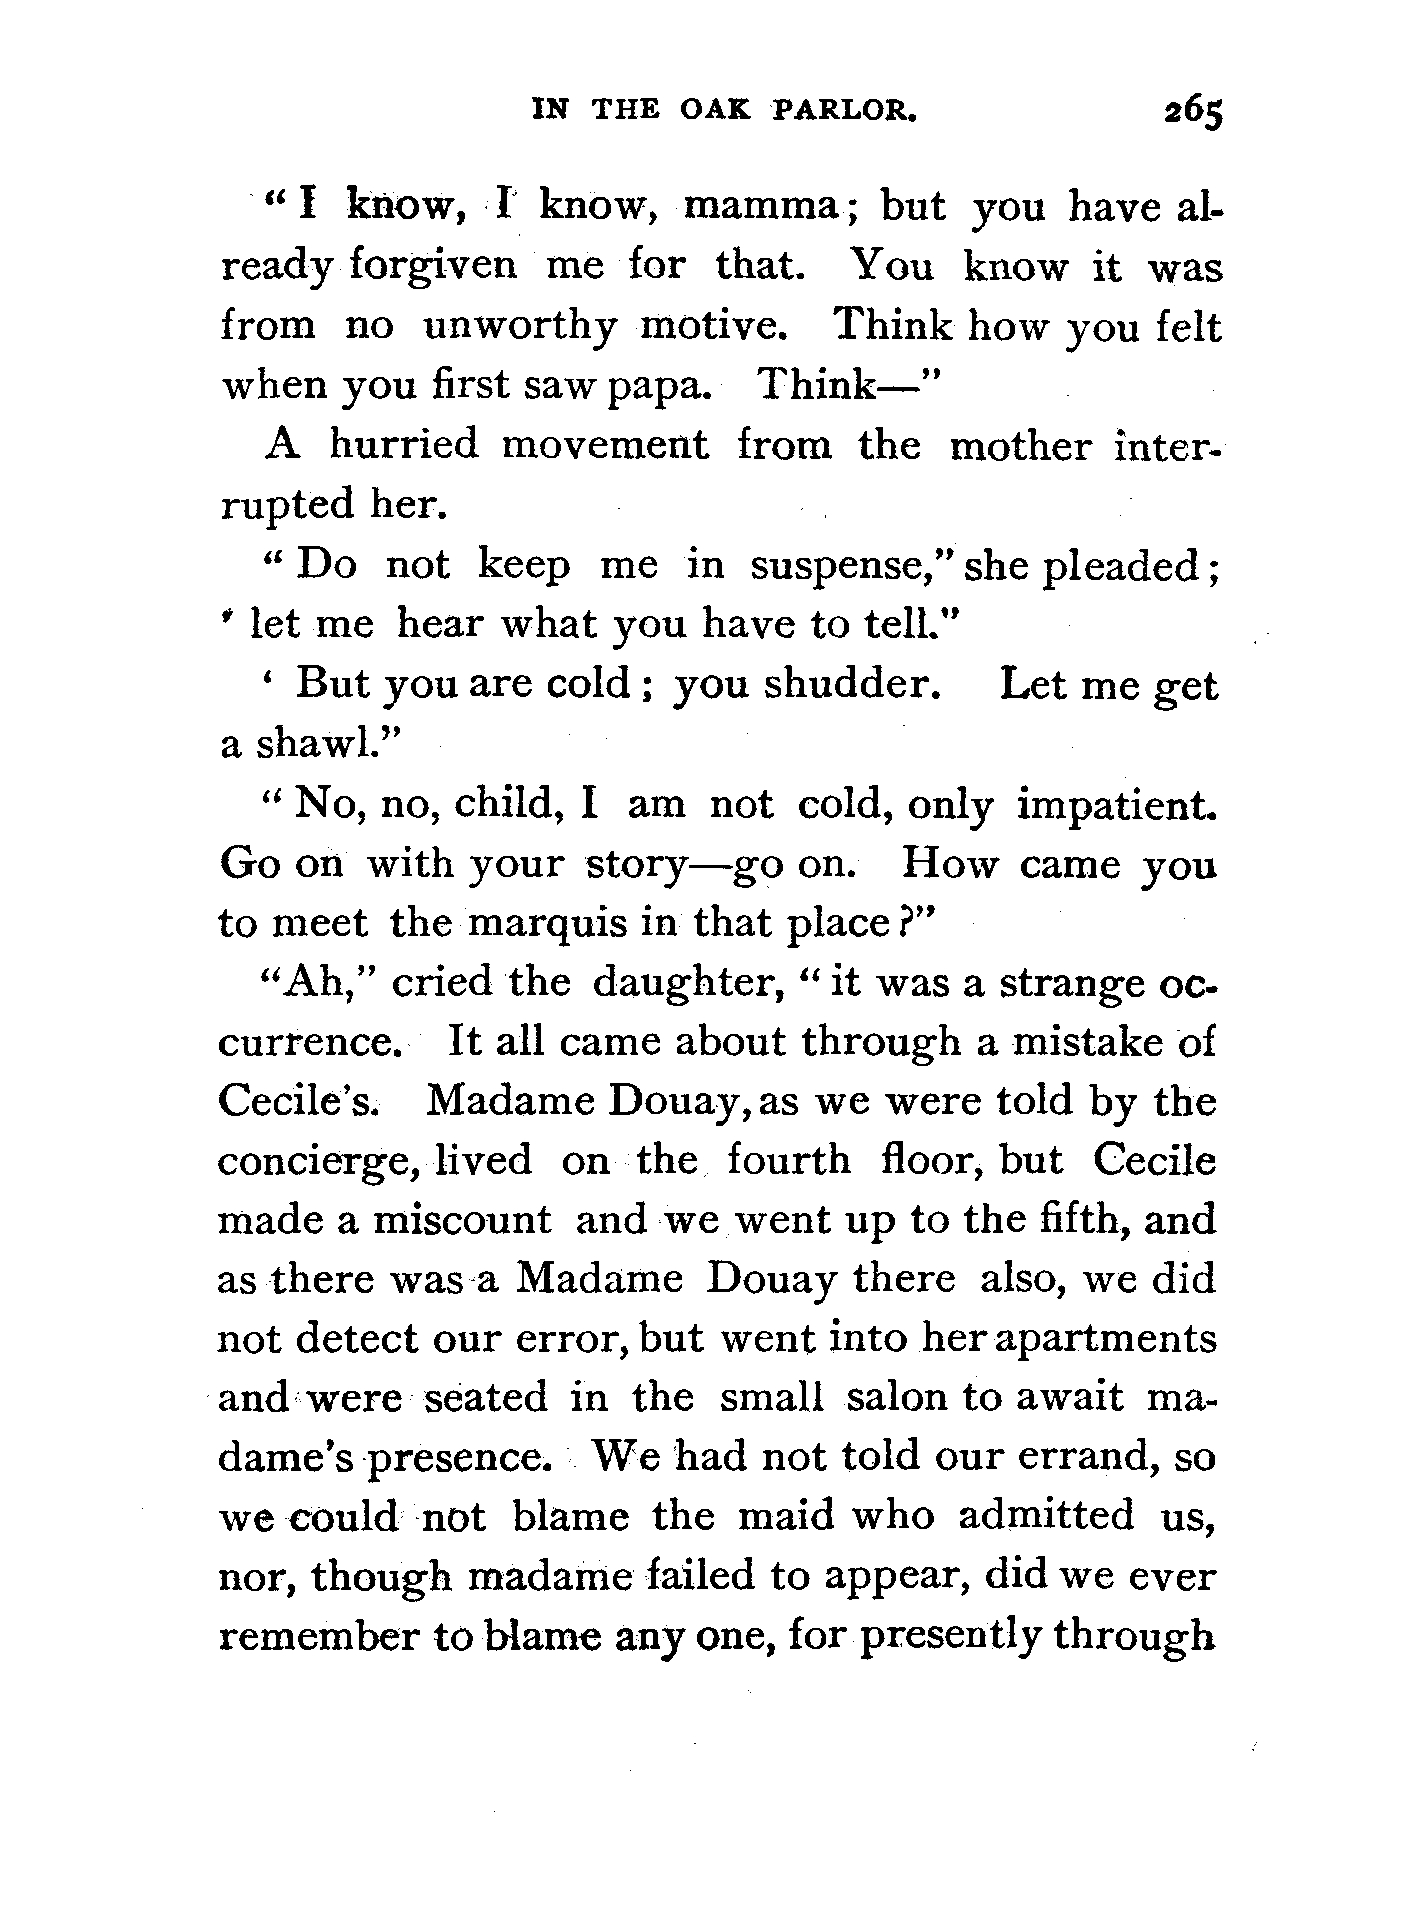 IN THE OAK PARLOR. 265
“ I know, I know, mamma; but you have al-
ready forgiven me for that. You know it was
from no unworthy motive. Think how you felt
when you first saw papa. Think—”
A hurried movement from the mother inter-
rupted her.
“ Do not keep me in suspense,” she pleaded;
‘ let me hear what you have to tell.”
‘ But you are cold; you shudder. Let me get
a shawl.”
“ No, no, child, I am not cold, only impatient.
Go on with your story—go on. How came you
to meet the marquis in that place?”
“Ah,” cried the daughter, “ it was a strange oc-
currence. It all came about through a mistake of
Cecile’s. Madame Douay, as we were told by the
concierge, lived on the fourth floor, but Cecile
made a miscount and we went up to the fifth, and
as there was a Madame Douay there also, we did
not detect our error, but went into her apartments
and were seated in the small salon to await ma-
dame’s presence. We had not told our errand, so
we could not blame the maid who admitted us,
nor, though madame failed to appear, did we ever
remember to blame any one, for presently through